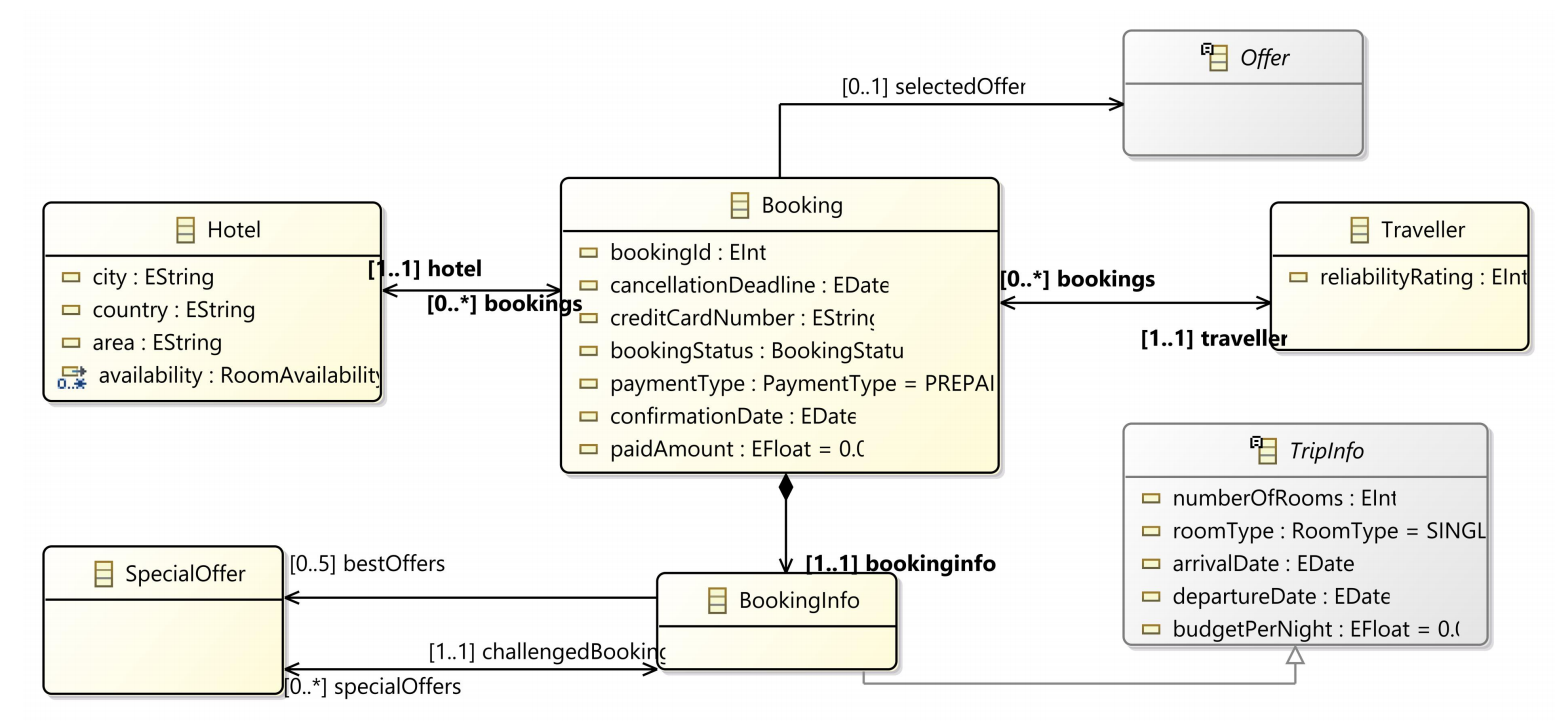 [0..1] selectedOffer
Offer
Hotel
city : EString
country : EString
area : EString
0..*
availability : RoomAvailability
[1..1] hotel
[0..*] bookings
Booking
bookingId : EInt
cancellationDeadline : EDate
creditCardNumber : EString
bookingStatus : BookingStatu
paymentType : PaymentType = PREPAI
confirmationDate : EDate
paidAmount : EFloat = 0.0
[0..*] bookings
[1..1] traveller
Traveller
reliabilityRating : EInt
TripInfo
numberOfRooms : EInt
roomType : RoomType = SINGL
arrivalDate : EDate
departureDate : EDate
budgetPerNight : EFloat = 0.0
[1..1] bookinginfo
BookingInfo
SpecialOffer
[0..5] bestOffers
[1..1] challengedBooking
[0..*] specialOffers